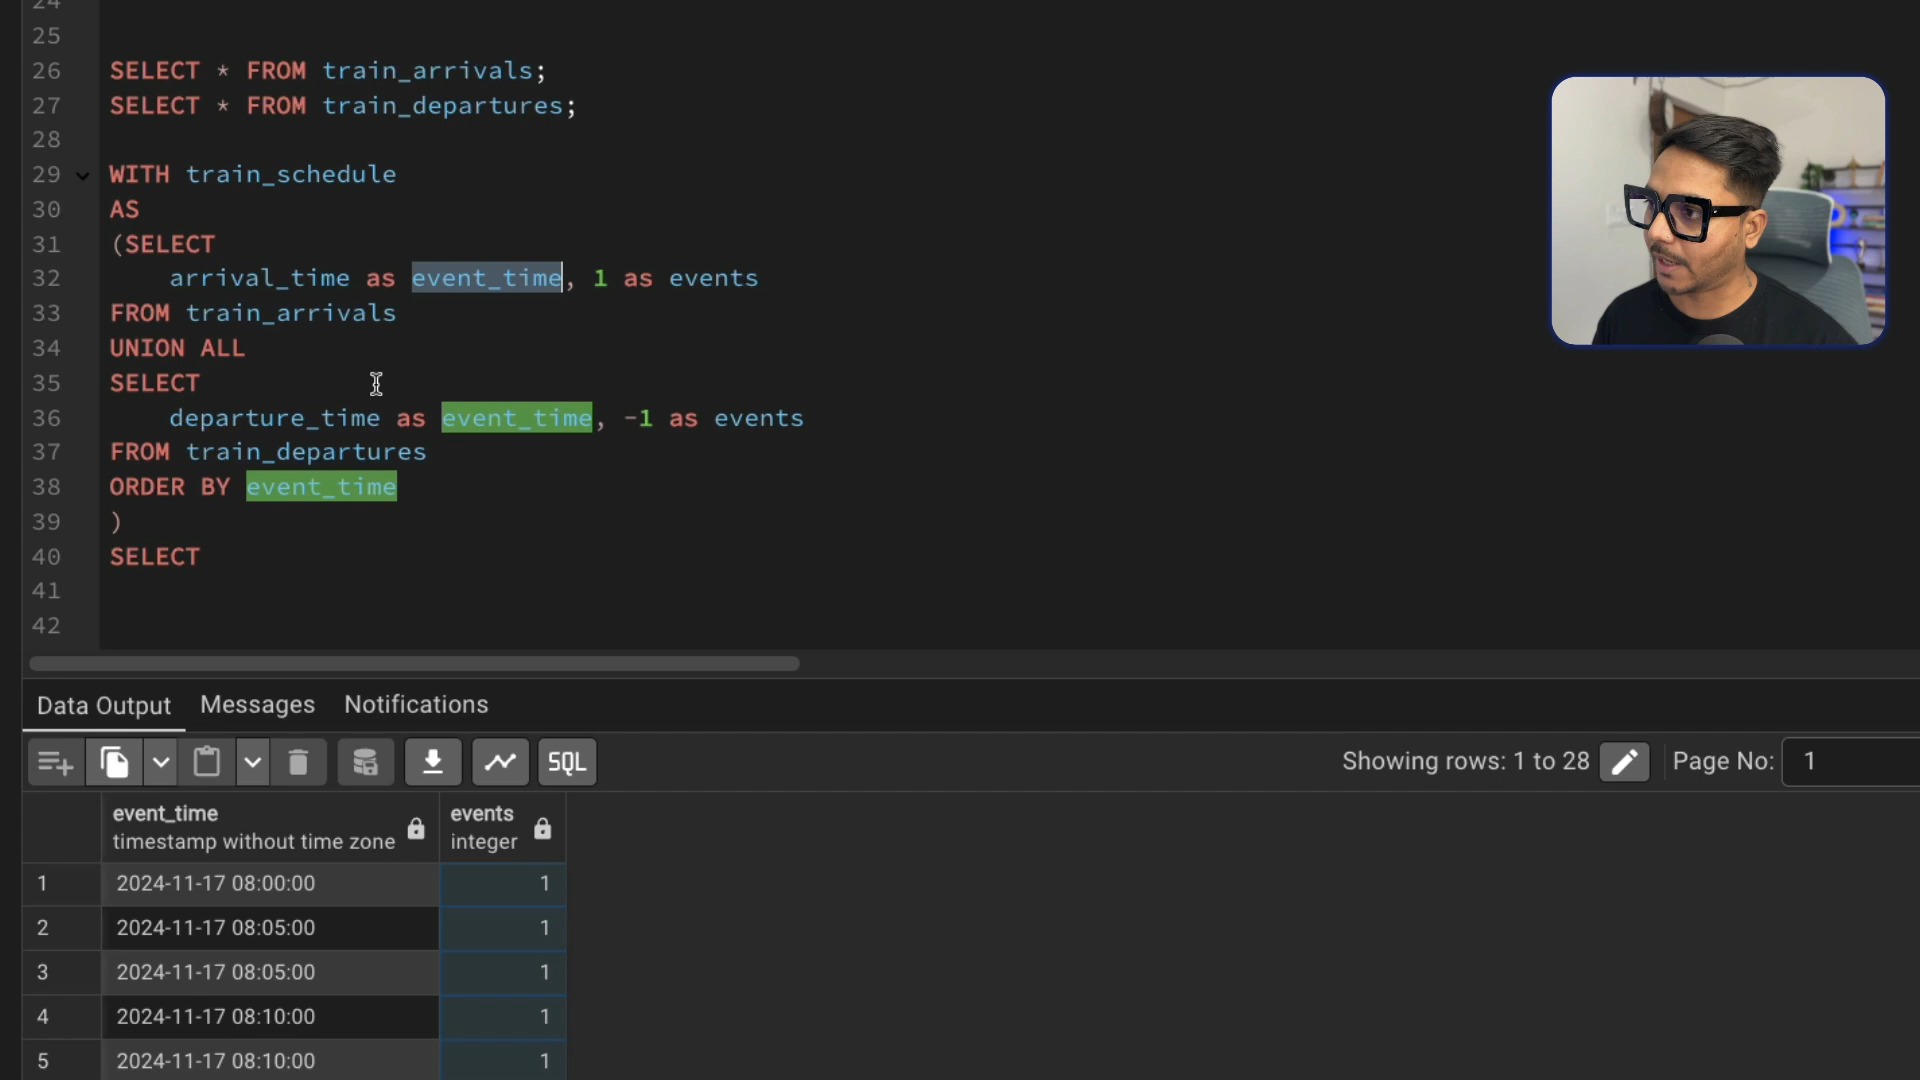 24
25
26 SELECT * FROM train_arrivals;
27 SELECT * FROM train_departures;
28
29 WITH train_schedule
30 AS
31 (SELECT
32 arrival_time as event_time, 1 as events
33 FROM train_arrivals
34 UNION ALL
35 SELECT
36 departure_time as event_time, -1 as events
37 FROM train_departures
38 ORDER BY event_time
39 )
40 SELECT
41
42
Data Output Messages Notifications
SQL Showing rows: 1 to 28 Page No: 1
event_time events
timestamp without time zone integer
1 2024-11-17 08:00:00 1
2 2024-11-17 08:05:00 1
3 2024-11-17 08:05:00 1
4 2024-11-17 08:10:00 1
5 2024-11-17 08:10:00 1